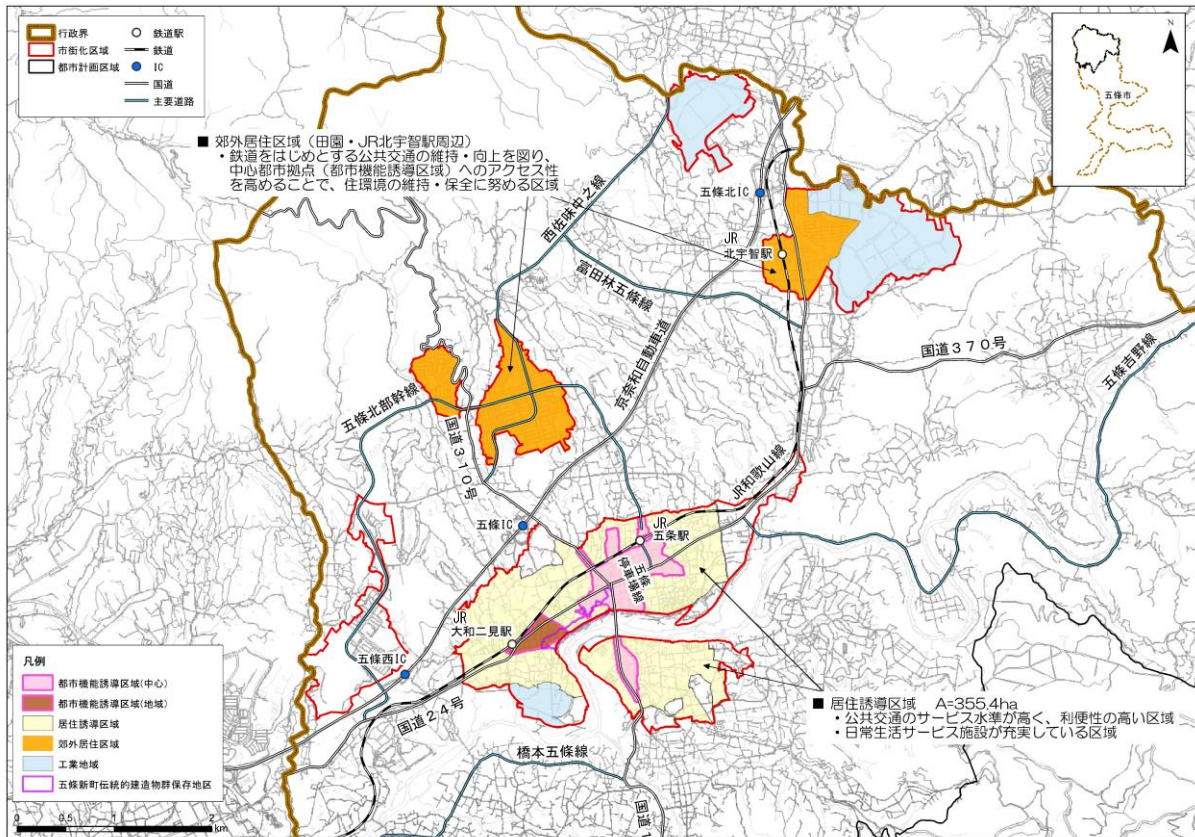 行政界
市街化区域
都市計画区域
鉄道駅
鉄道
IC
国道
主要道路
N
五條市
■ 郊外居住区域(田園・JR北宇智駅周辺)
・鉄道をはじめとする公共交通の維持・向上を図り、
中心都市拠点(都市機能誘導区域)へのアクセス性
を高めることで、住環境の維持・保全に努める区域
西佐味中之線
五條北IC
JR
北宇智駅
富田林五條線
京奈和自動車道
国道370号
五條吉野線
五條北部幹線
国道310号
JR和歌山線
五條IC
JR
五条駅
五條
停車場線
JR
大和二見駅
五條西IC
国道24号
橋本五條線
国道1
■ 居住誘導区域 A=355.4ha
・公共交通のサービス水準が高く、利便性の高い区域
・日常生活サービス施設が充実している区域
凡例
都市機能誘導区域(中心)
都市機能誘導区域(地域)
居住誘導区域
郊外居住区域
工業地域
五條新町伝統的建造物群保存地区
0 0.5 1 2
km